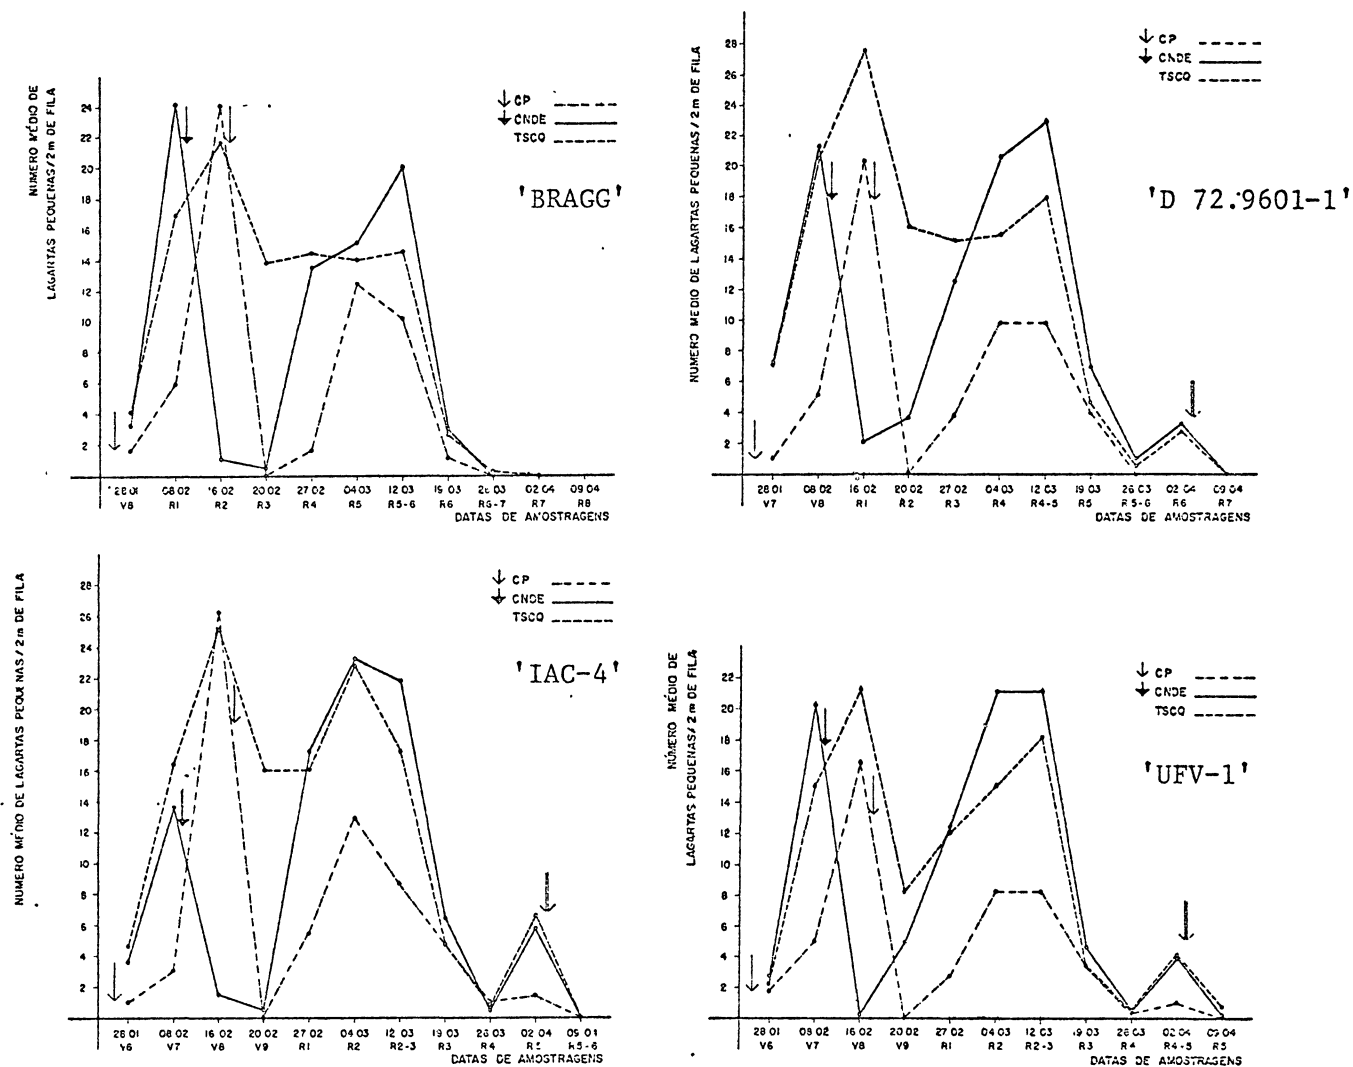 NUMERO MÉDIO DE
LAGARTAS PEQUENAS/2m DE FILA
24
22
20
18
16
14
12
10
8
6
4
2
CP
CNDE
TSCQ
'BRAGG'
28 01 08 02 16 02 20 02 27 02 04 03 12 03 19 03 26 03 02 04 09 04
V8 R1 R2 R3 R4 R5 R5-6 R6 R6-7 R7 R8
DATAS DE AMOSTRAGENS
NUMERO MEDIO DE LAGARTAS PEQUENAS/2m DE FILA
28
26
24
22
20
18
16
14
12
10
8
6
4
2
CP
CNDE
TSCQ
'D 72.9601-1'
28 01 08 02 16 02 20 02 27 02 04 03 12 03 19 03 26 03 02 04 09 04
V7 V8 R1 R2 R3 R4 R4-5 R5 R5-6 R6 R7
DATAS DE AMOSTRAGENS
NUMERO MEDIO DE LAGARTAS PEQUENAS/2m DE FILA
28
26
24
22
20
18
16
14
12
10
8
6
4
2
CP
CNDE
TSCQ
'IAC-4'
28 01 08 02 16 02 20 02 27 02 04 03 12 03 19 03 26 03 02 04
V6 V7 V8 V9 R1 R2 R2-3 R3 R4 R5-6
DATAS DE AMOSTRAGENS
NÚMERO MÉDIO DE
LAGARTAS PEQUENAS/2m DE FILA
22
20
18
16
14
12
10
8
6
4
2
CP
CNDE
TSCQ
'UFV-1'
28 01 08 02 16 02 20 02 27 02 04 03 12 03 19 03 26 03 02 04 09 04
V6 V7 V8 V9 R1 R2 R2-3 R3 R4 R4-5 R5
DATAS DE AMOSTRAGENS